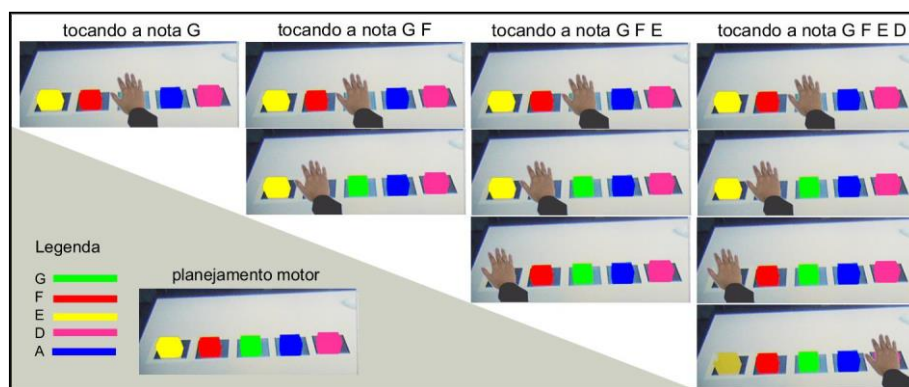 tocando a nota G
tocando a nota G F
tocando a nota G F E
tocando a nota G F E D
Legenda
G
F
E
D
A
planejamento motor